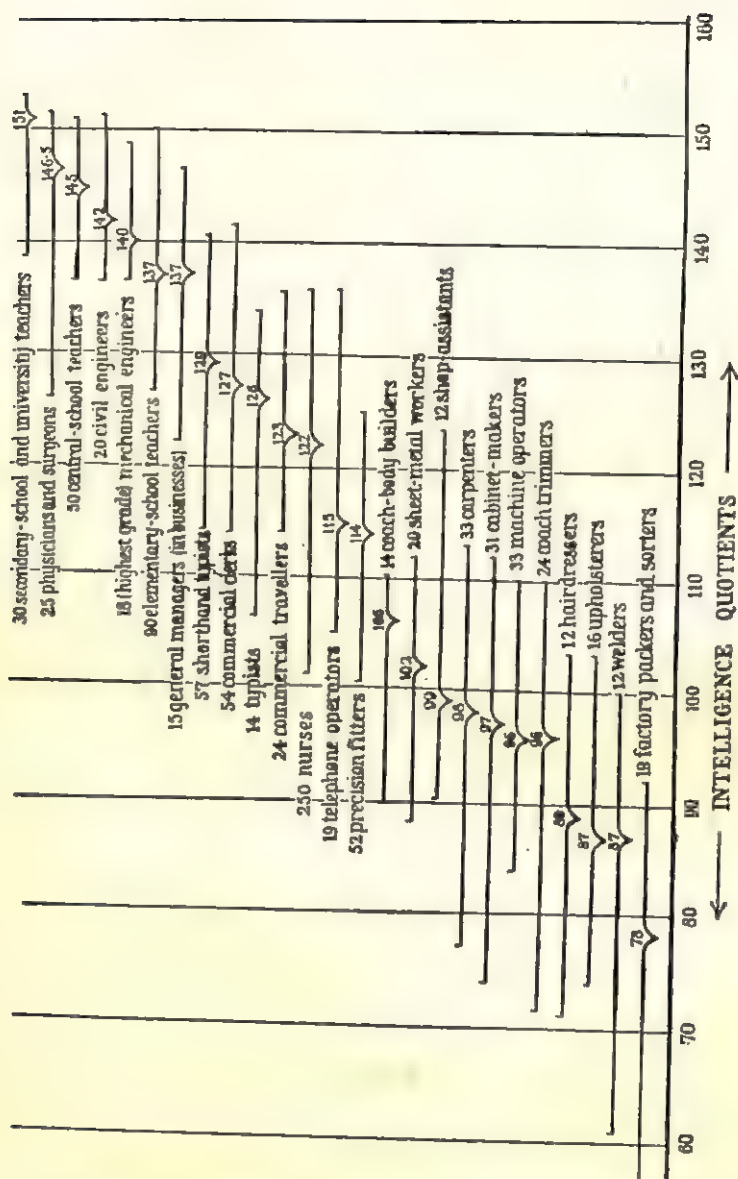 30 secondary-school and university teachers
151
25 physicians and surgeons
146·5
50 central-school teachers
145
20 civil engineers
142
18 (highest grade) mechanical engineers
140
90 elementary-school teachers
137
15 general managers (in businesses)
137
57 shorthand typists
129
54 commercial clerks
127
14 typists
126
24 commercial travellers
123
250 nurses
122
19 telephone operators
115
52 precision fitters
114
14 coach-body builders
106
20 sheet-metal workers
102
12 shop-assistants
99
33 carpenters
98
31 cabinet-makers
97
33 machine operators
96
24 coach trimmers
96
12 hairdressers
88
16 upholsterers
87
12 welders
87
18 factory packers and sorters
78
60 70 80 90 100 110 120 130 140 150 160
INTELLIGENCE QUOTIENTS